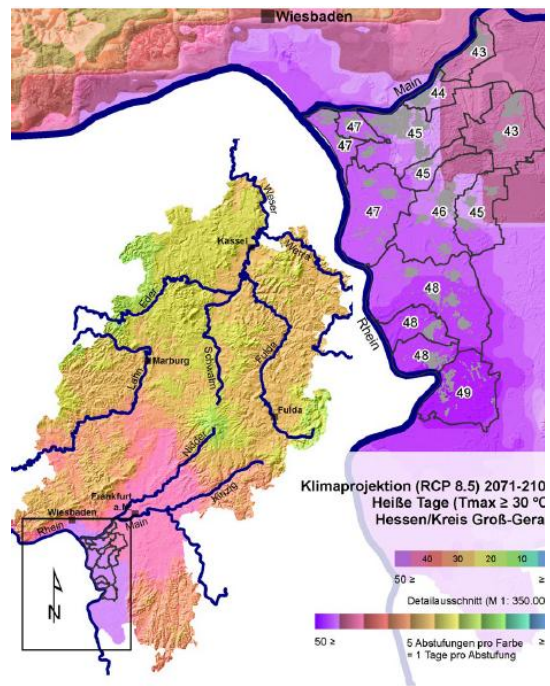 Wiesbaden
43
Main
44
47
45
43
47
45
47
46
45
Weser
Kassel
Werra
Eder
48
Rhein
48
Fulda
Schwalm
Marburg
48
Lahn
49
Fulda
Nidda
Kinzig
Frankfurt
a.M.
Wiesbaden
Main
Rhein
N
Klimaprojektion (RCP 8.5) 2071-210
Heiße Tage (Tmax ≥ 30 °C
Hessen/Kreis Groß-Gera
40 30 20 10
50 ≥ ≥
Detailausschnitt (M 1: 350.00
50 ≥ 5 Abstufungen pro Farbe ≥
= 1 Tage pro Abstufung